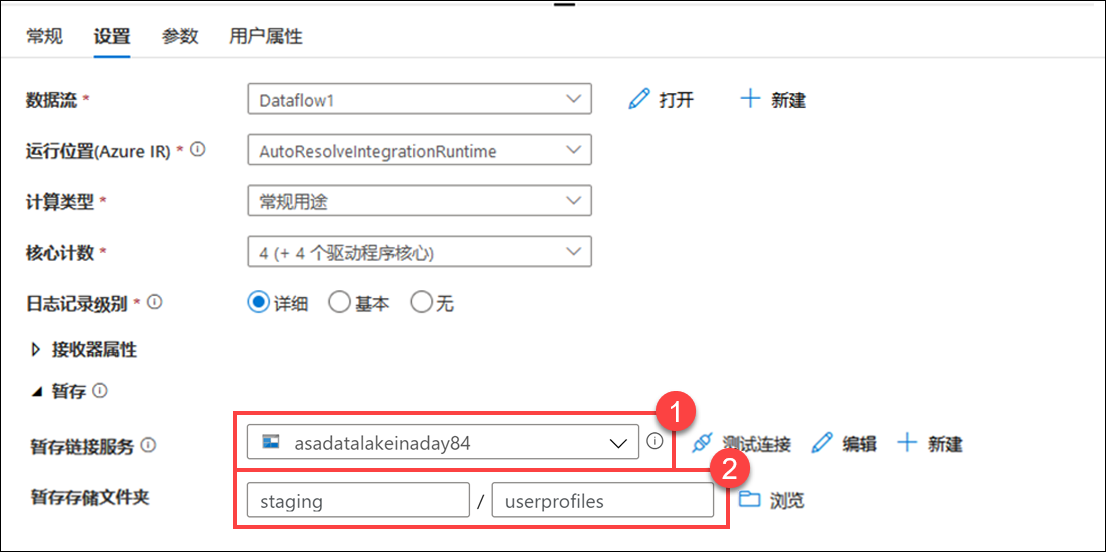 常规 设置 参数 用户属性
数据流 * Dataflow1 打开 新建
运行位置(Azure IR) * AutoResolveIntegrationRuntime
计算类型 * 常规用途
核心计数 * 4 (+ 4 个驱动程序核心)
日志记录级别 * 详细 基本 无
接收器属性
暂存
1
暂存链接服务 asadatalakeinaday84 测试连接 编辑 新建
2
暂存存储文件夹 staging / userprofiles 浏览